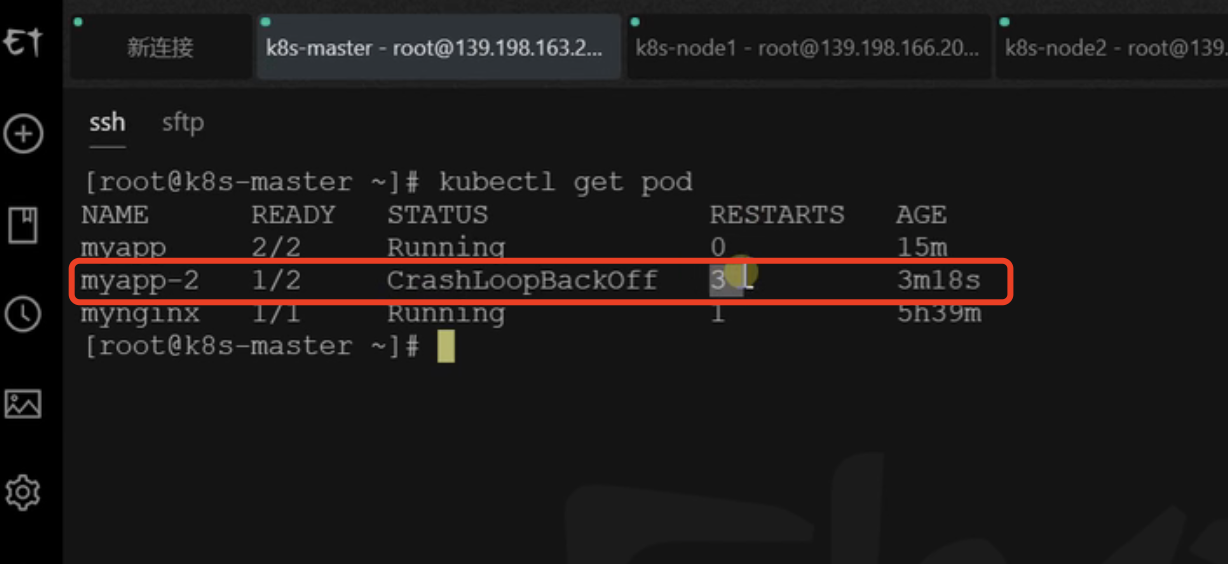 新连接 k8s-master - root@139.198.163.2... k8s-node1 - root@139.198.166.20... k8s-node2 - root@139.
ssh sftp
[root@k8s-master ~]# kubectl get pod
NAME READY STATUS RESTARTS AGE
myapp 2/2 Running 0 15m
myapp-2 1/2 CrashLoopBackOff 3 3m18s
mynginx 1/1 Running 1 5h39m
[root@k8s-master ~]#